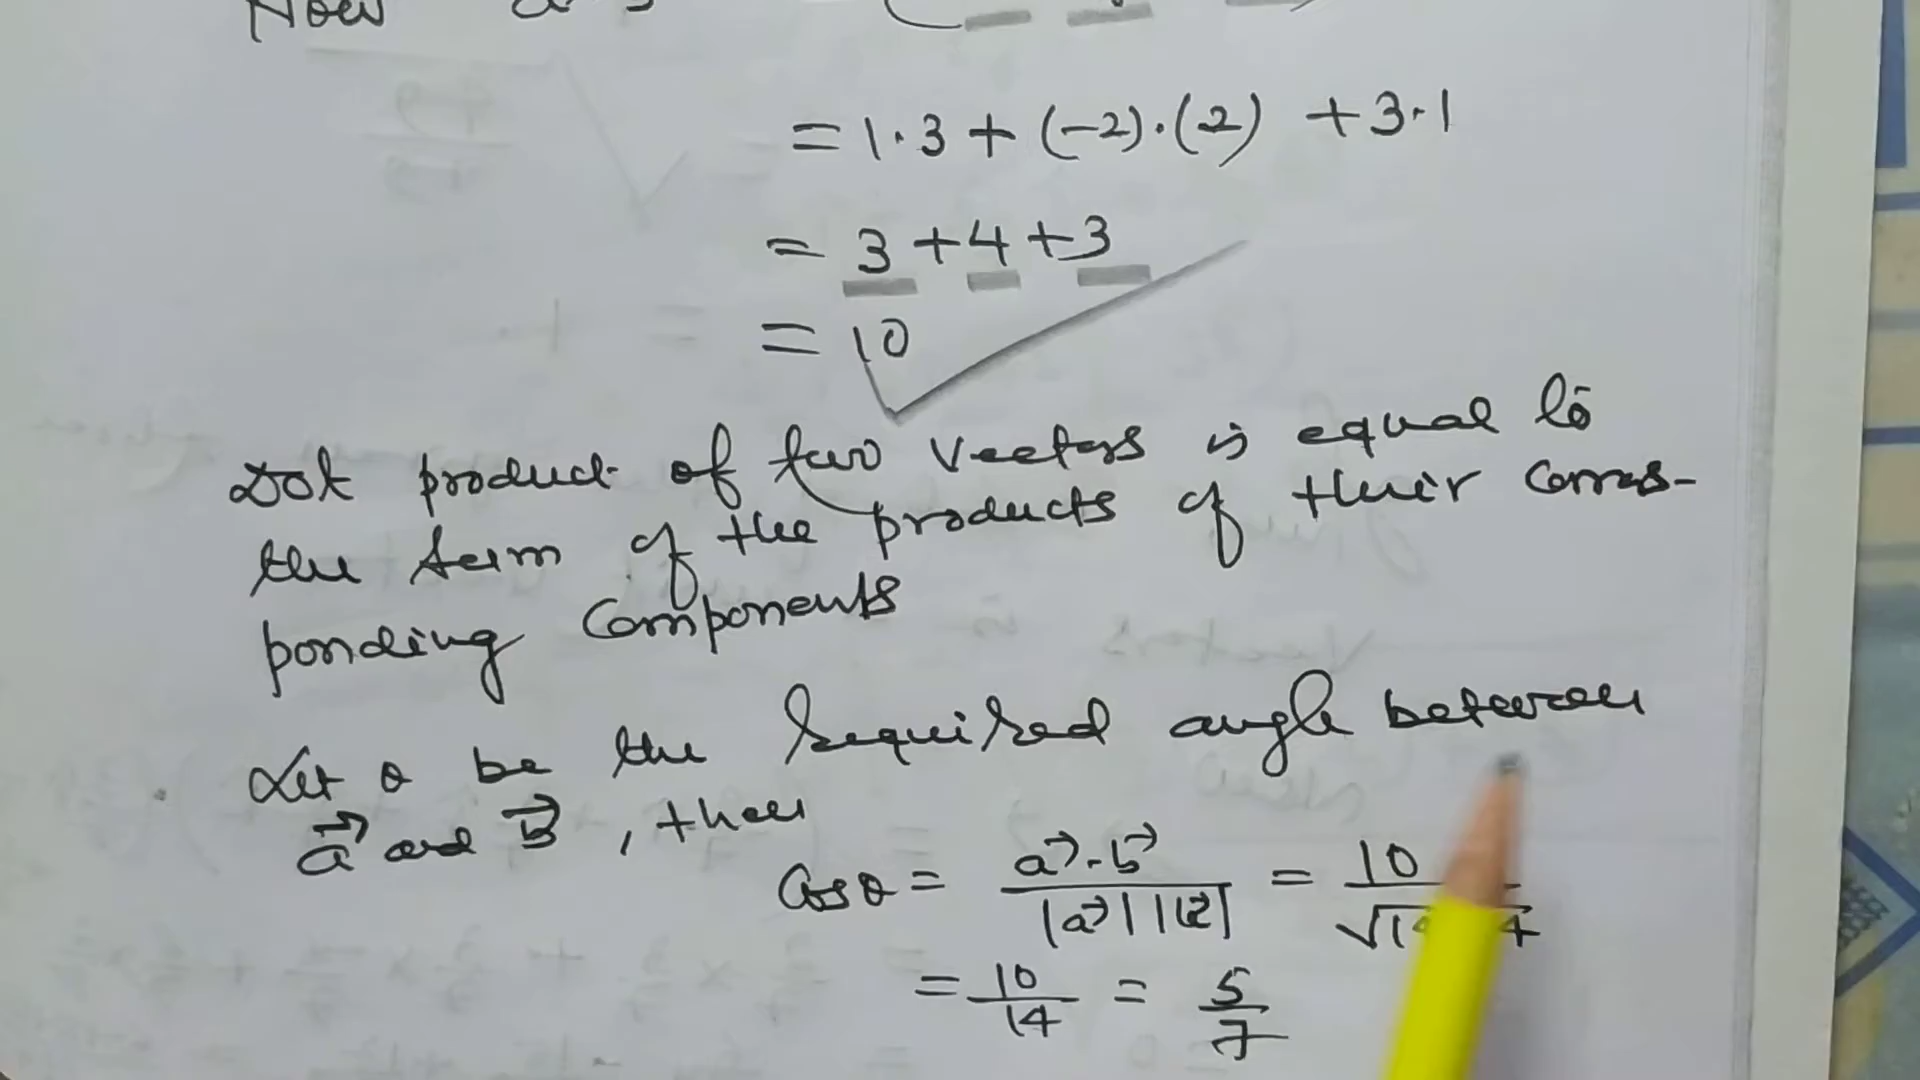 Now
= 1·3 + (-2)·(2) + 3·1
= 3 + 4 + 3
= 10
Dot product of two vectors is equal to
the sum of the products of their corres-
ponding components
Let θ be the required angle between
a⃗ and b⃗, then
Cos θ = a⃗·b⃗ / |a⃗| |b⃗| = 10 / √14
= 10/14 = 5/7